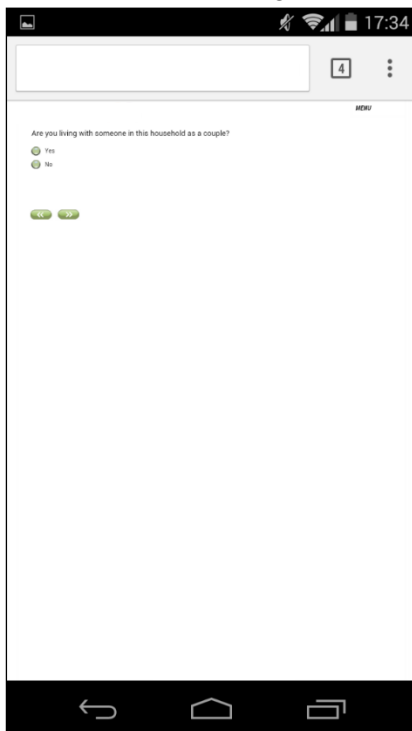 17:34
4
MENU
Are you living with someone in this household as a couple?
Yes
No
<< >>